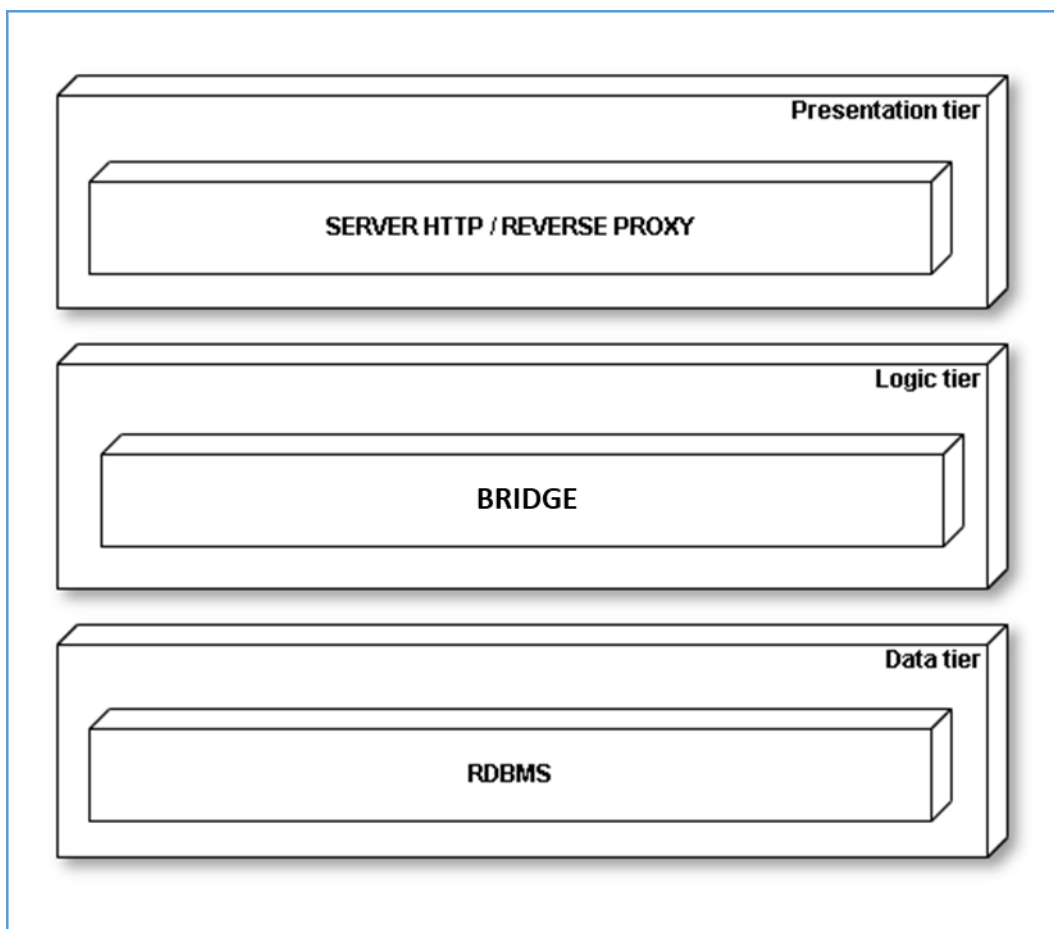 Presentation tier
SERVER HTTP / REVERSE PROXY
Logic tier
BRIDGE
Data tier
RDBMS